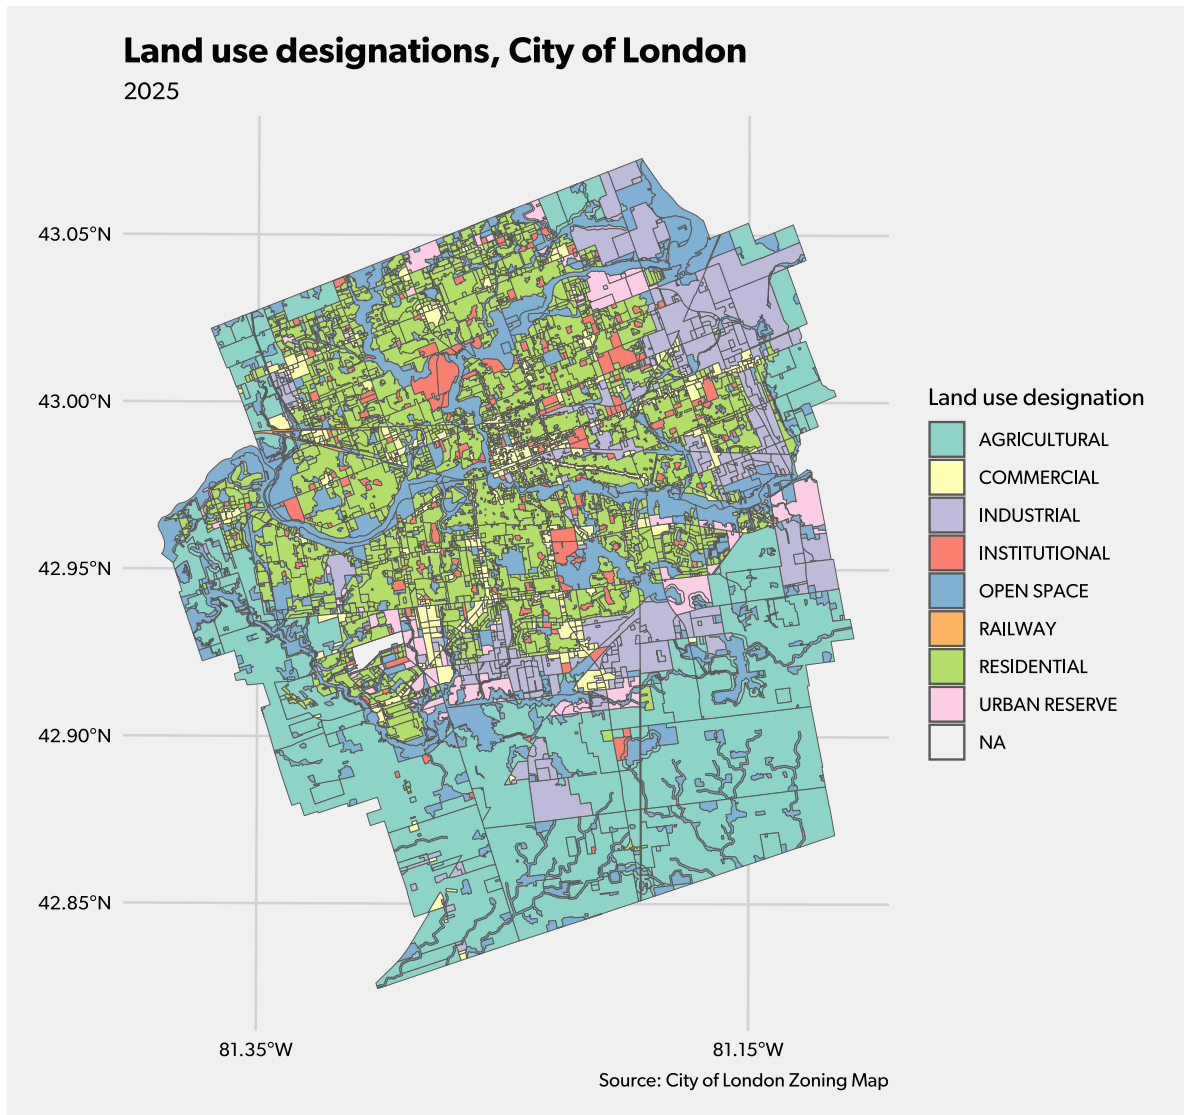 Land use designations, City of London
2025
43.05°N
43.00°N
42.95°N
42.90°N
42.85°N
81.35°W
81.15°W
Land use designation
AGRICULTURAL
COMMERCIAL
INDUSTRIAL
INSTITUTIONAL
OPEN SPACE
RAILWAY
RESIDENTIAL
URBAN RESERVE
NA
Source: City of London Zoning Map